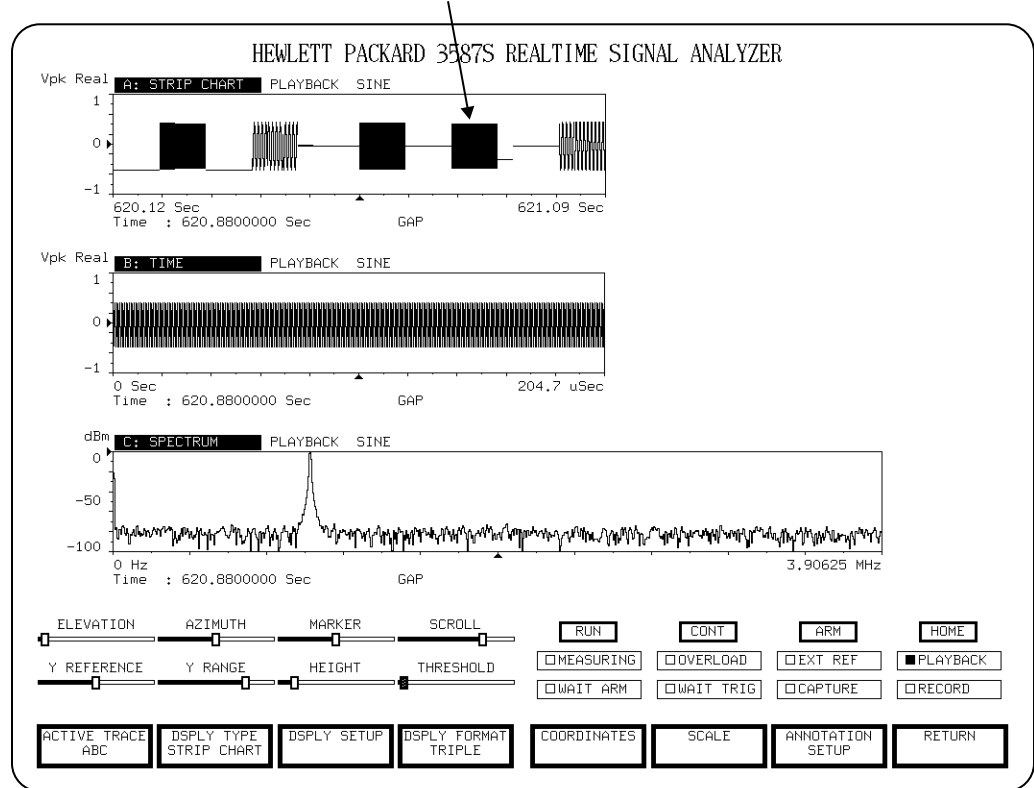 HEWLETT PACKARD 3587S REALTIME SIGNAL ANALYZER
Vpk Real A: STRIP CHART PLAYBACK SINE
1
0
-1
620.12 Sec 621.09 Sec
Time : 620.8800000 Sec GAP
Vpk Real B: TIME PLAYBACK SINE
1
0
-1
0 Sec 204.7 uSec
Time : 620.8800000 Sec GAP
dBm C: SPECTRUM PLAYBACK SINE
0
-50
-100
0 Hz 3.90625 MHz
Time : 620.8800000 Sec GAP
ELEVATION AZIMUTH MARKER SCROLL RUN CONT ARM HOME
Y REFERENCE Y RANGE HEIGHT THRESHOLD MEASURING OVERLOAD EXT REF PLAYBACK
WAIT ARM WAIT TRIG CAPTURE RECORD
ACTIVE TRACE DSPLY TYPE DSPLY SETUP DSPLY FORMAT COORDINATES SCALE ANNOTATION RETURN
ABC STRIP CHART TRIPLE SETUP